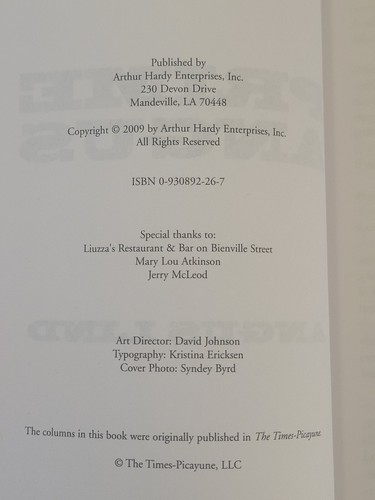 Published by
Arthur Hardy Enterprises, Inc.
230 Devon Drive
Mandeville, LA 70448
Copyright © 2009 by Arthur Hardy Enterprises, Inc.
All Rights Reserved
ISBN 0-930892-26-7
Special thanks to:
Liuzza's Restaurant & Bar on Bienville Street
Mary Lou Atkinson
Jerry McLeod
Art Director: David Johnson
Typography: Kristina Ericksen
Cover Photo: Syndey Byrd
The columns in this book were originally published in The Times-Picayune
© The Times-Picayune, LLC